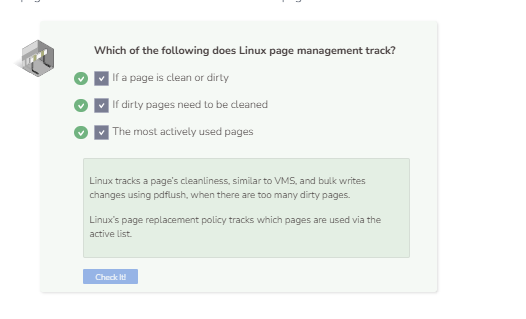 Which of the following does Linux page management track?
If a page is clean or dirty
If dirty pages need to be cleaned
The most actively used pages
Linux tracks a page's cleanliness, similar to VMS, and bulk writes
changes using pdflush, when there are too many dirty pages.
Linux's page replacement policy tracks which pages are used via the
active list.
Check It!